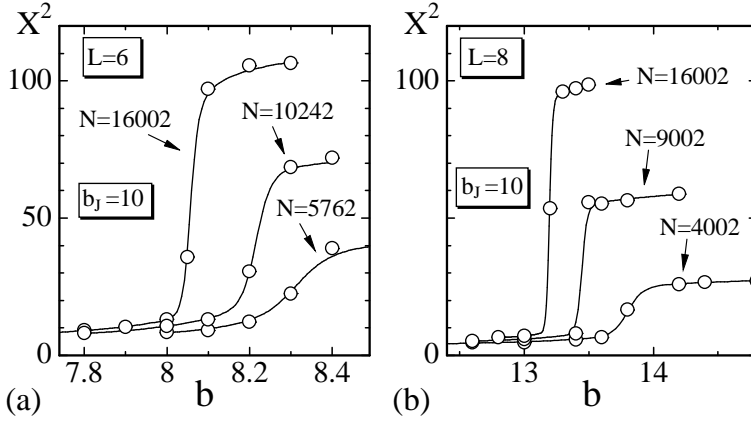 X²
L=6
100
N=16002
N=10242
b_J=10
N=5762
50
0
7.8
8
8.2
8.4
(a)
b
X²
L=8
100
N=16002
N=9002
b_J=10
N=4002
50
0
13
14
(b)
b